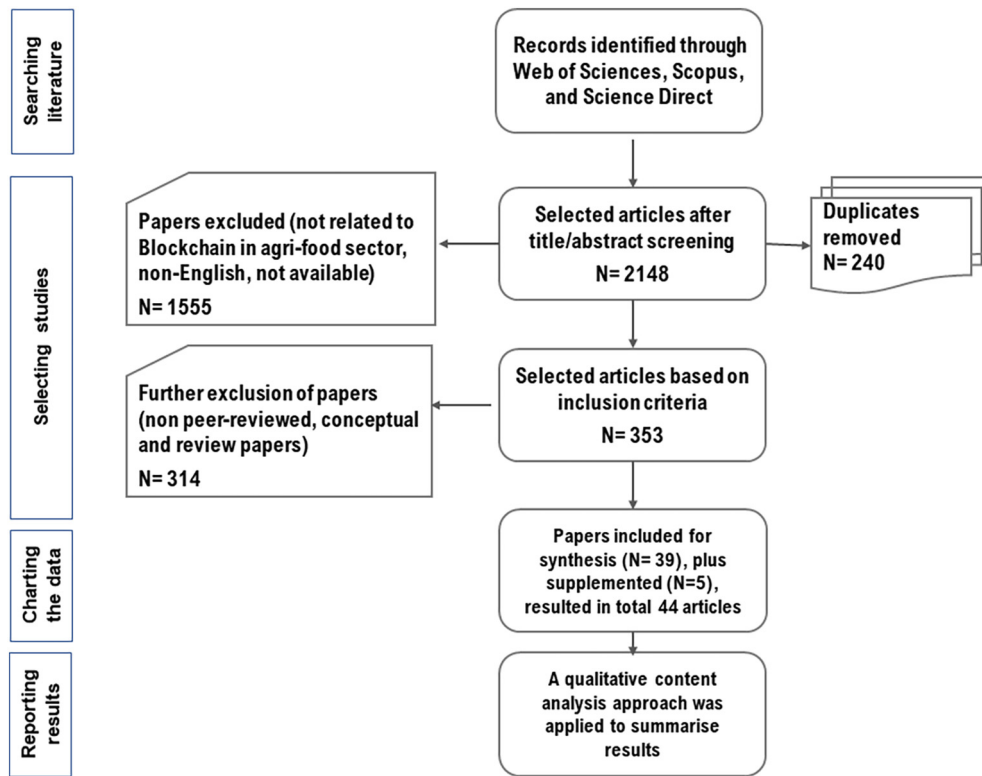 Searching
literature
Records identified through
Web of Sciences, Scopus,
and Science Direct
Selecting studies
Papers excluded (not related to
Blockchain in agri-food sector,
non-English, not available)
N= 1555
Selected articles after
title/abstract screening
N= 2148
Duplicates
removed
N= 240
Further exclusion of papers
(non peer-reviewed, conceptual
and review papers)
N= 314
Selected articles based on
inclusion criteria
N= 353
Charting
the data
Papers included for
synthesis (N= 39), plus
supplemented (N=5),
resulted in total 44 articles
Reporting
results
A qualitative content
analysis approach was
applied to summarise
results